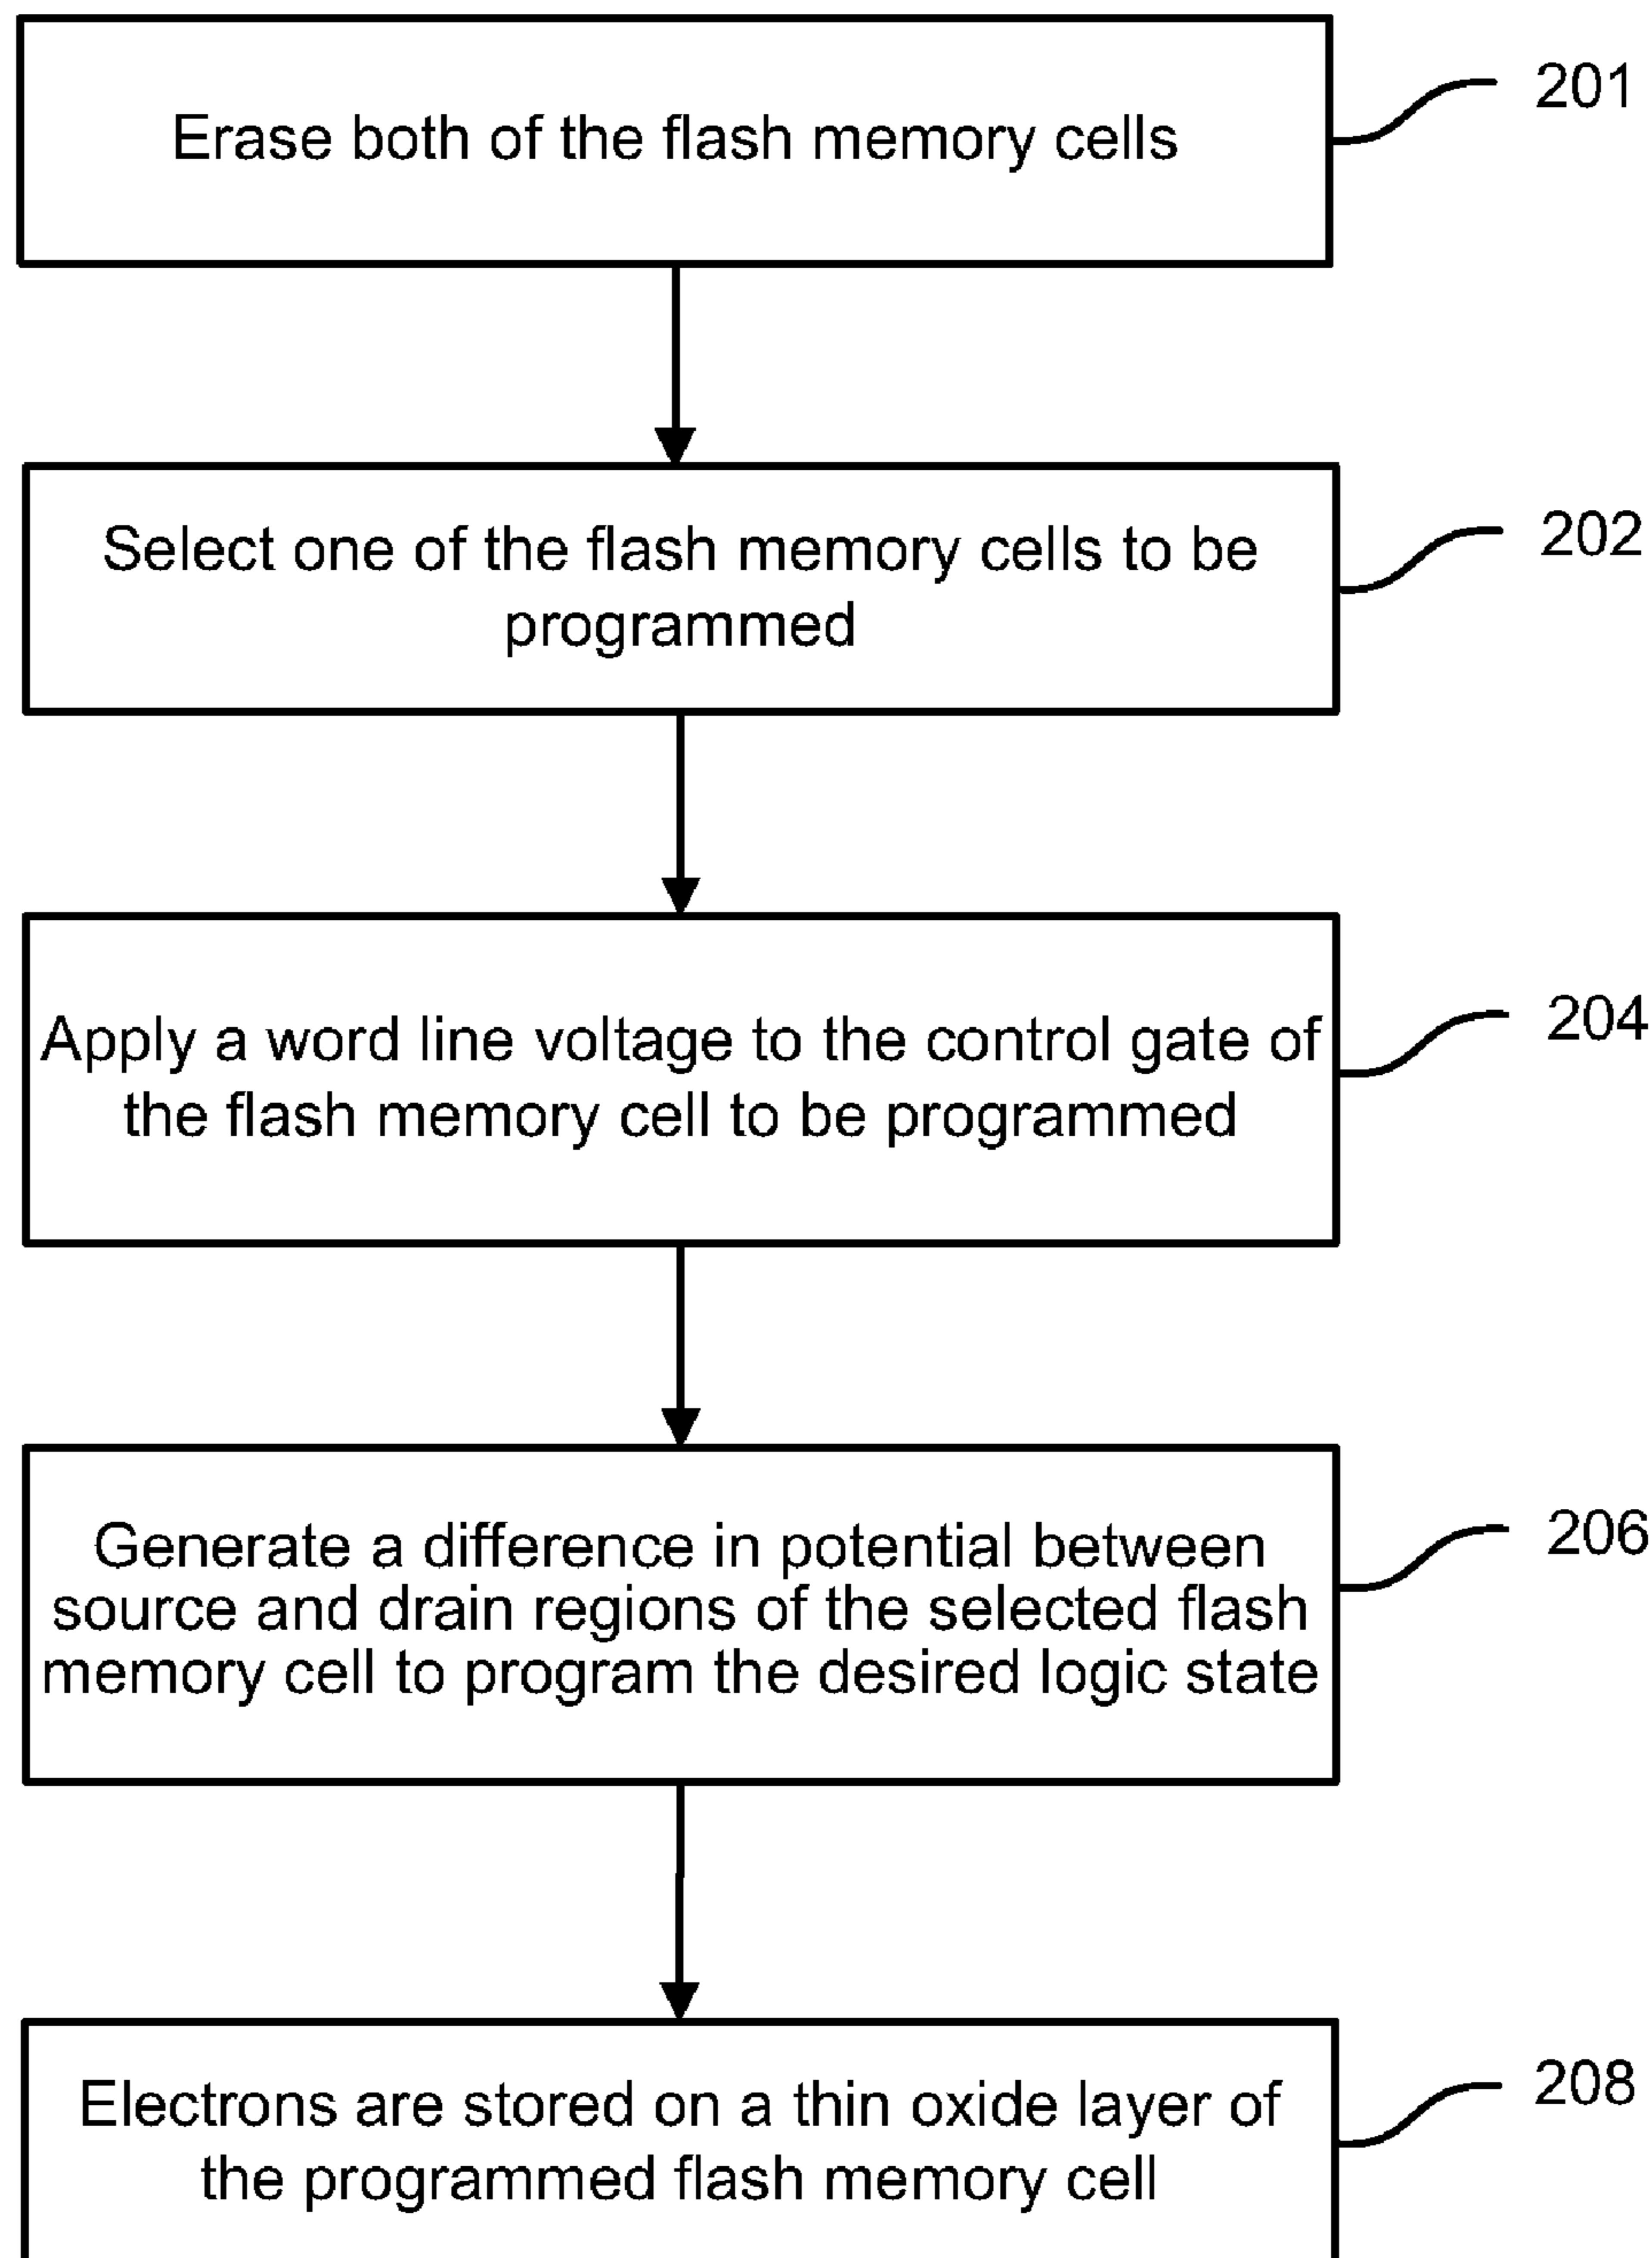 Erase both of the flash memory cells
201
Select one of the flash memory cells to be
programmed
202
Apply a word line voltage to the control gate of
the flash memory cell to be programmed
204
Generate a difference in potential between
source and drain regions of the selected flash
memory cell to program the desired logic state
206
Electrons are stored on a thin oxide layer of
the programmed flash memory cell
208